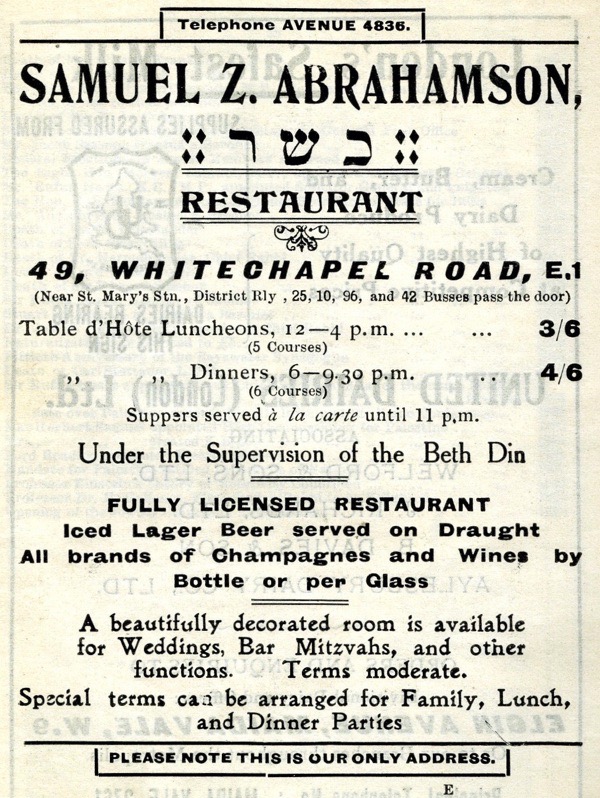 Telephone AVENUE 4836.
SAMUEL Z. ABRAHAMSON,
כשר
RESTAURANT
49, WHITECHAPEL ROAD, E.1
(Near St. Mary's Stn., District Rly , 25, 10, 96, and 42 Busses pass the door)
Table d'Hôte Luncheons, 12—4 p.m. ... ... 3/6
(5 Courses)
,, ,, Dinners, 6—9.30 p.m. .. 4/6
(6 Courses)
Suppers served à la carte until 11 p.m.
Under the Supervision of the Beth Din
FULLY LICENSED RESTAURANT
Iced Lager Beer served on Draught
All brands of Champagnes and Wines by
Bottle or per Glass
A beautifully decorated room is available
for Weddings, Bar Mitzvahs, and other
functions. Terms moderate.
Special terms can be arranged for Family, Lunch,
and Dinner Parties
PLEASE NOTE THIS IS OUR ONLY ADDRESS.
E